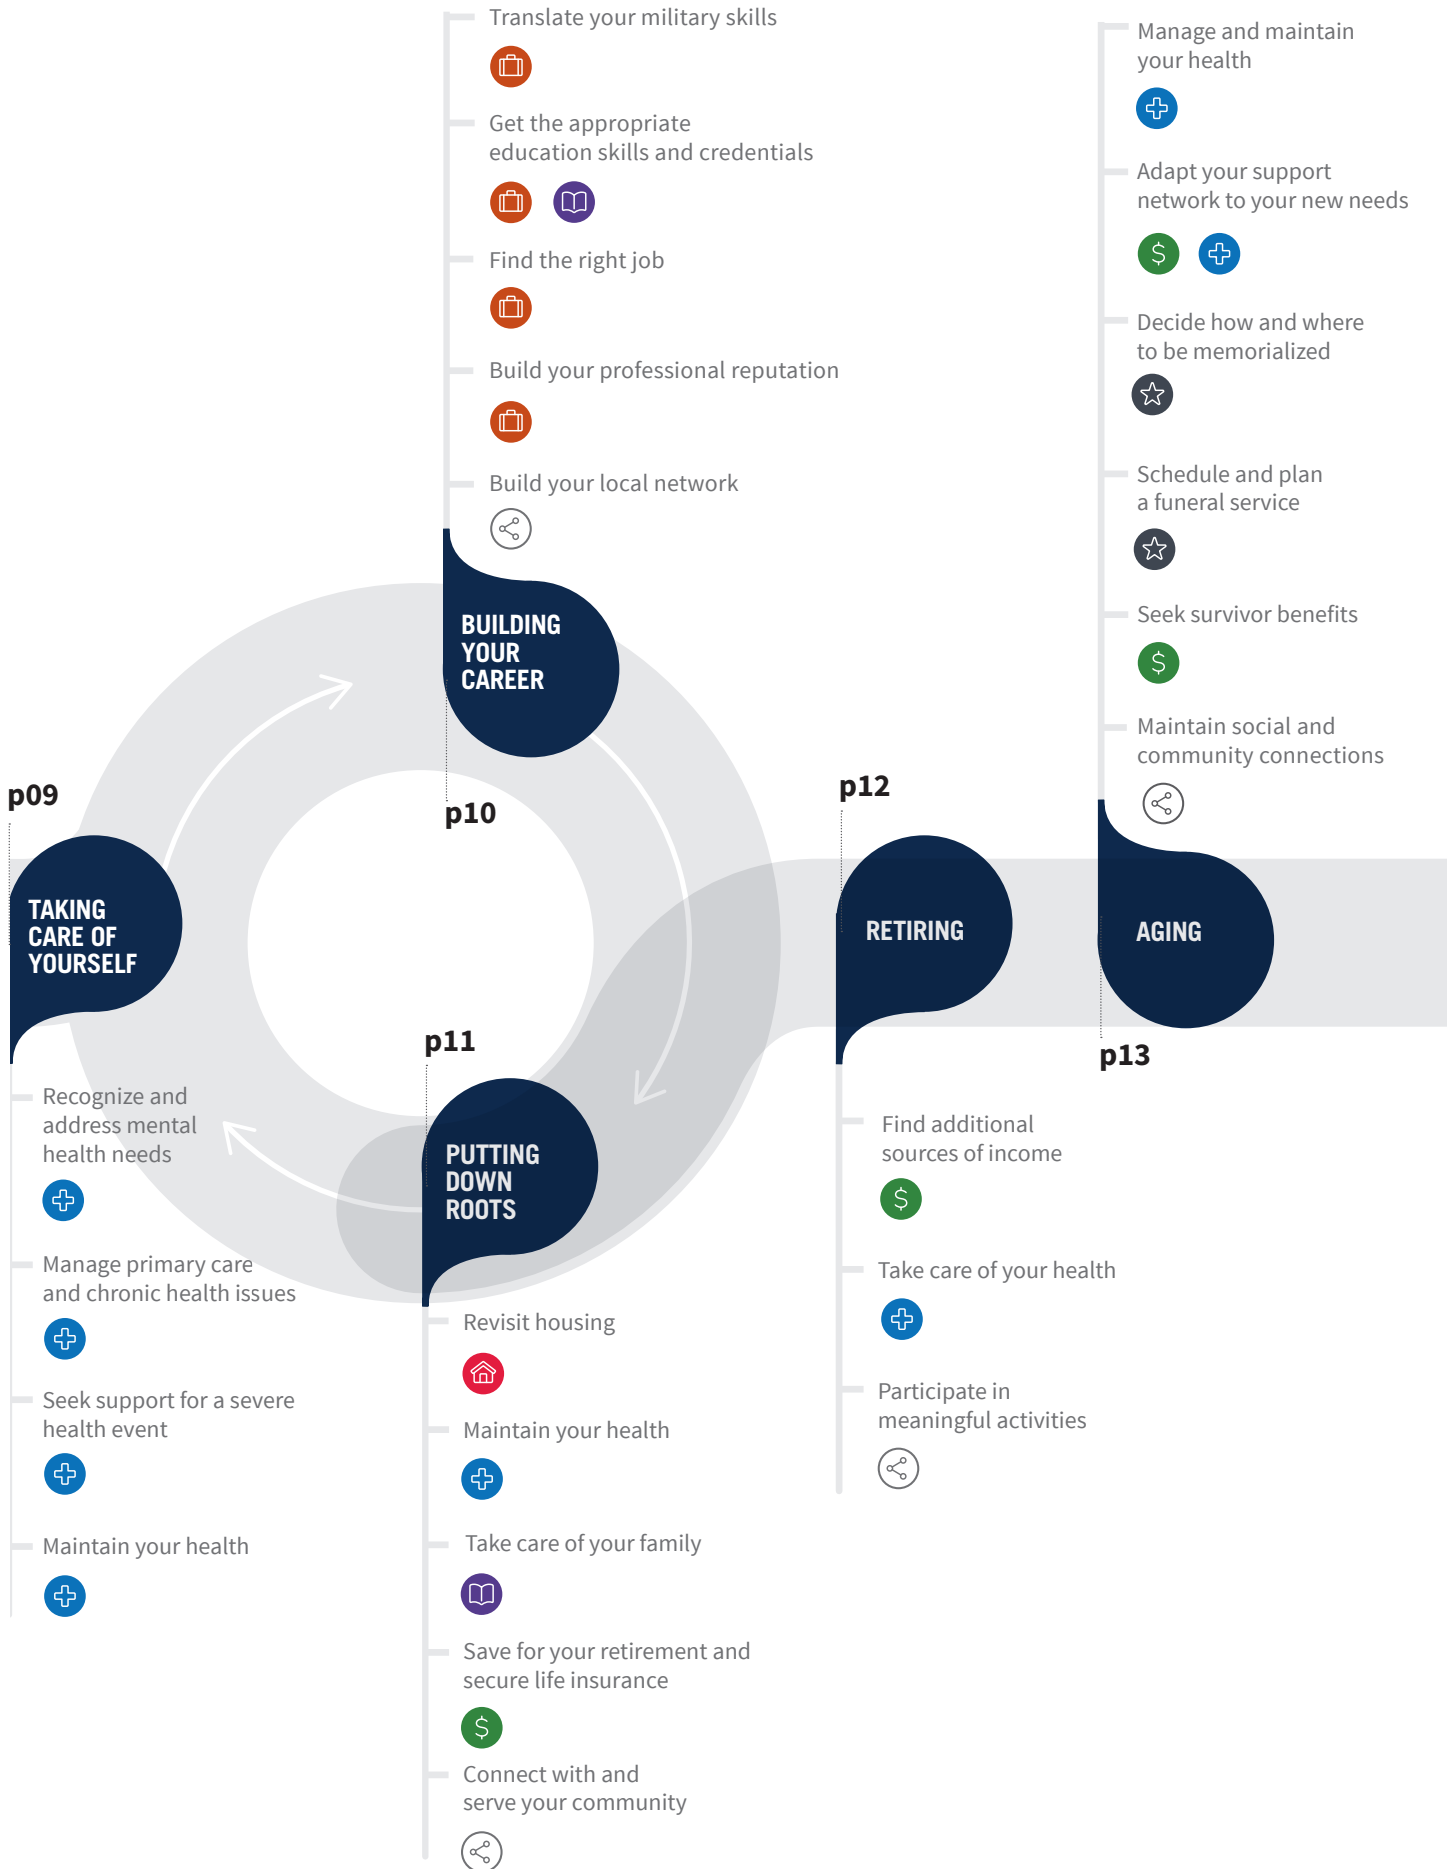 Translate your military skills
Get the appropriate
education skills and credentials
Find the right job
Build your professional reputation
Build your local network
BUILDING
YOUR
CAREER
p10
Manage and maintain
your health
Adapt your support
network to your new needs
$
Decide how and where
to be memorialized
Schedule and plan
a funeral service
Seek survivor benefits
$
Maintain social and
community connections
AGING
p13
p09
TAKING
CARE OF
YOURSELF
Recognize and
address mental
health needs
Manage primary care
and chronic health issues
Seek support for a severe
health event
Maintain your health
p11
PUTTING
DOWN
ROOTS
Revisit housing
Maintain your health
Take care of your family
Save for your retirement and
secure life insurance
$
Connect with and
serve your community
p12
RETIRING
Find additional
sources of income
$
Take care of your health
Participate in
meaningful activities